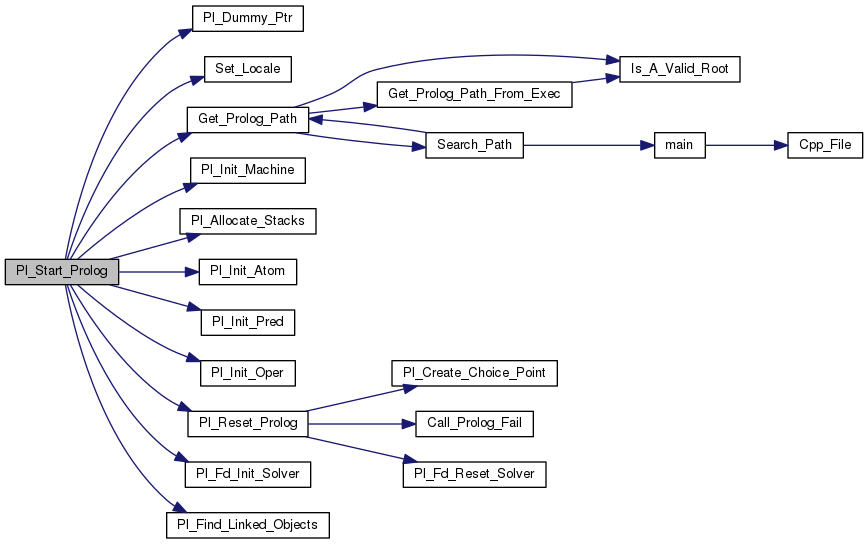 Pl_Dummy_Ptr
Set_Locale
Is_A_Valid_Root
Get_Prolog_Path_From_Exec
Get_Prolog_Path
Search_Path
main
Cpp_File
Pl_Init_Machine
Pl_Allocate_Stacks
Pl_Start_Prolog
Pl_Init_Atom
Pl_Init_Pred
Pl_Init_Oper
Pl_Create_Choice_Point
Pl_Reset_Prolog
Call_Prolog_Fail
Pl_Fd_Init_Solver
Pl_Fd_Reset_Solver
Pl_Find_Linked_Objects